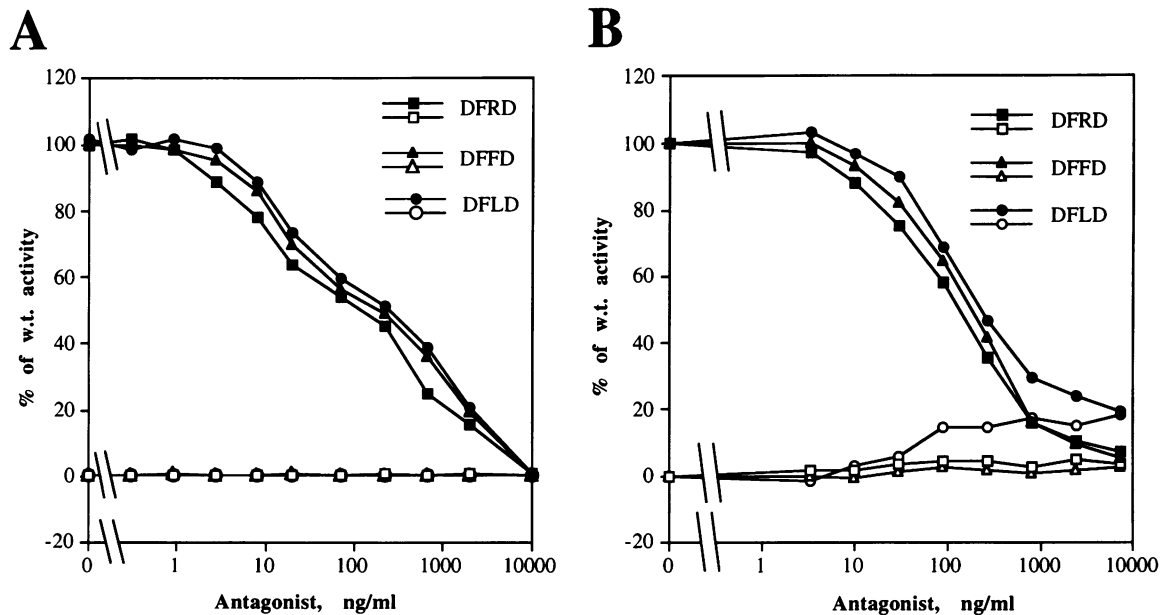 A
120
100
80
60
40
20
0
-20
% of w.t. activity
DFRD
DFFD
DFLD
0 1 10 100 1000 10000
Antagonist, ng/ml
B
120
100
80
60
40
20
0
-20
% of w.t. activity
DFRD
DFFD
DFLD
0 1 10 100 1000 10000
Antagonist, ng/ml